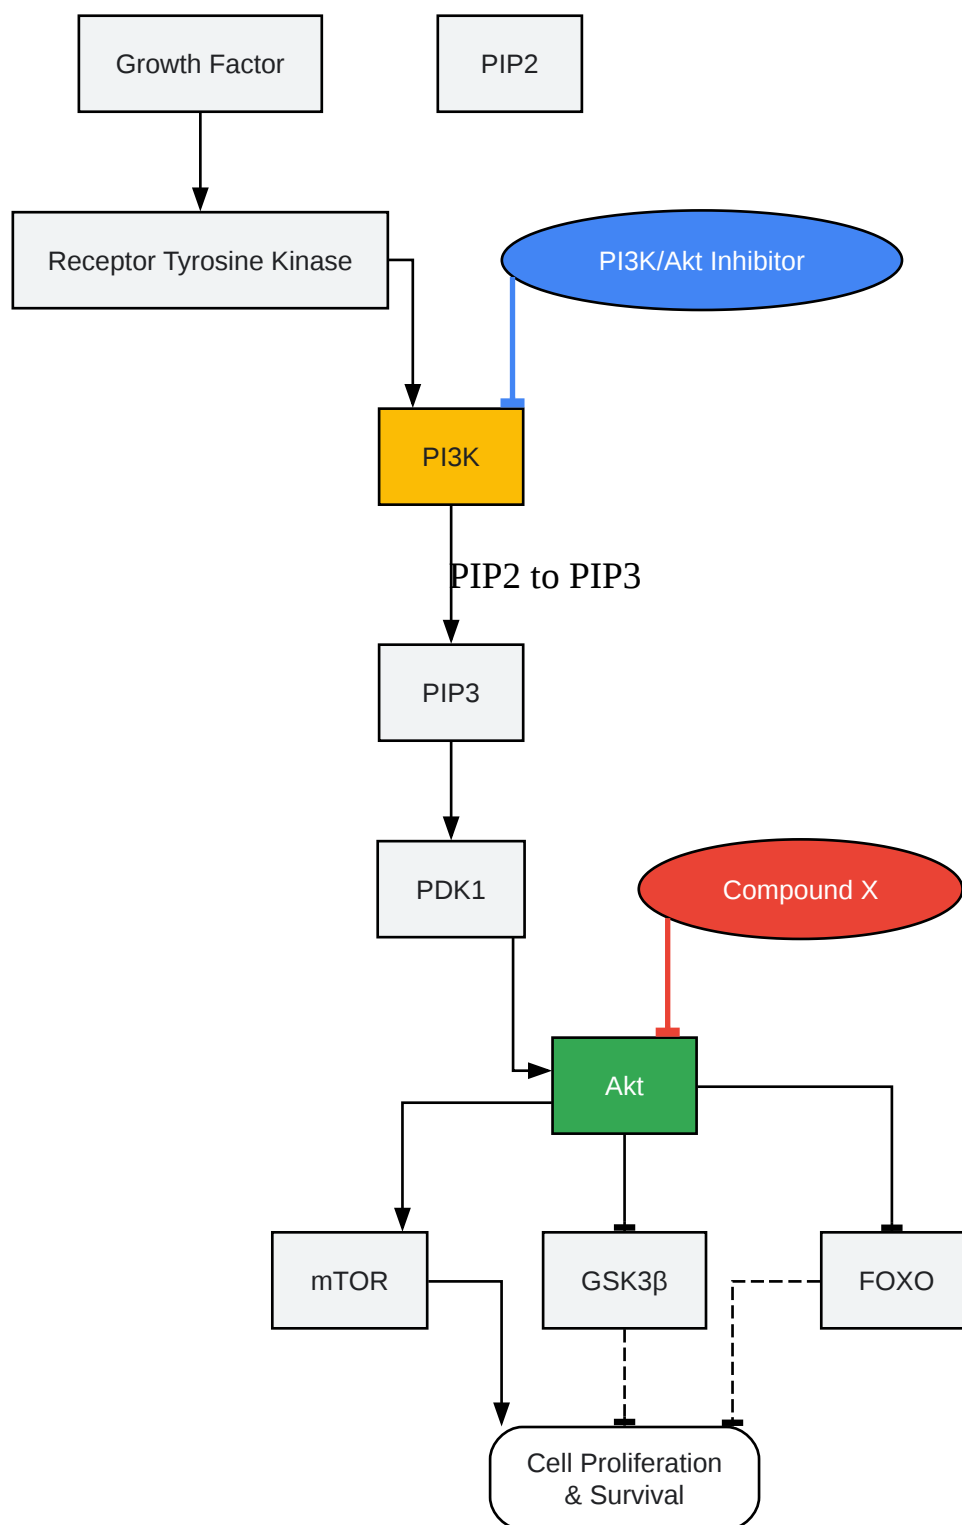 Growth Factor
PIP2
Receptor Tyrosine Kinase
PI3K/Akt Inhibitor
PI3K
PIP2 to PIP3
PIP3
PDK1
Compound X
Akt
mTOR
GSK3β
FOXO
Cell Proliferation
& Survival